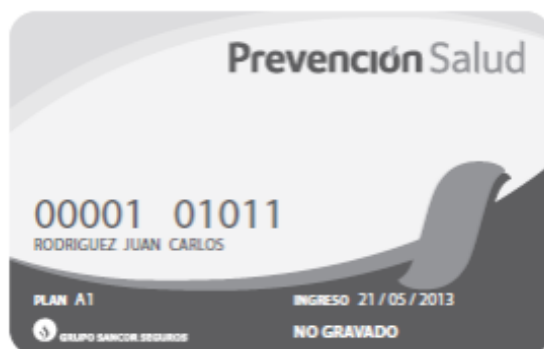 Prevención Salud
00001 01011
RODRIGUEZ JUAN CARLOS
PLAN A1
INGRESO 21 / 05 / 2013
GRUPO SANCOR SEGUROS
NO GRAVADO